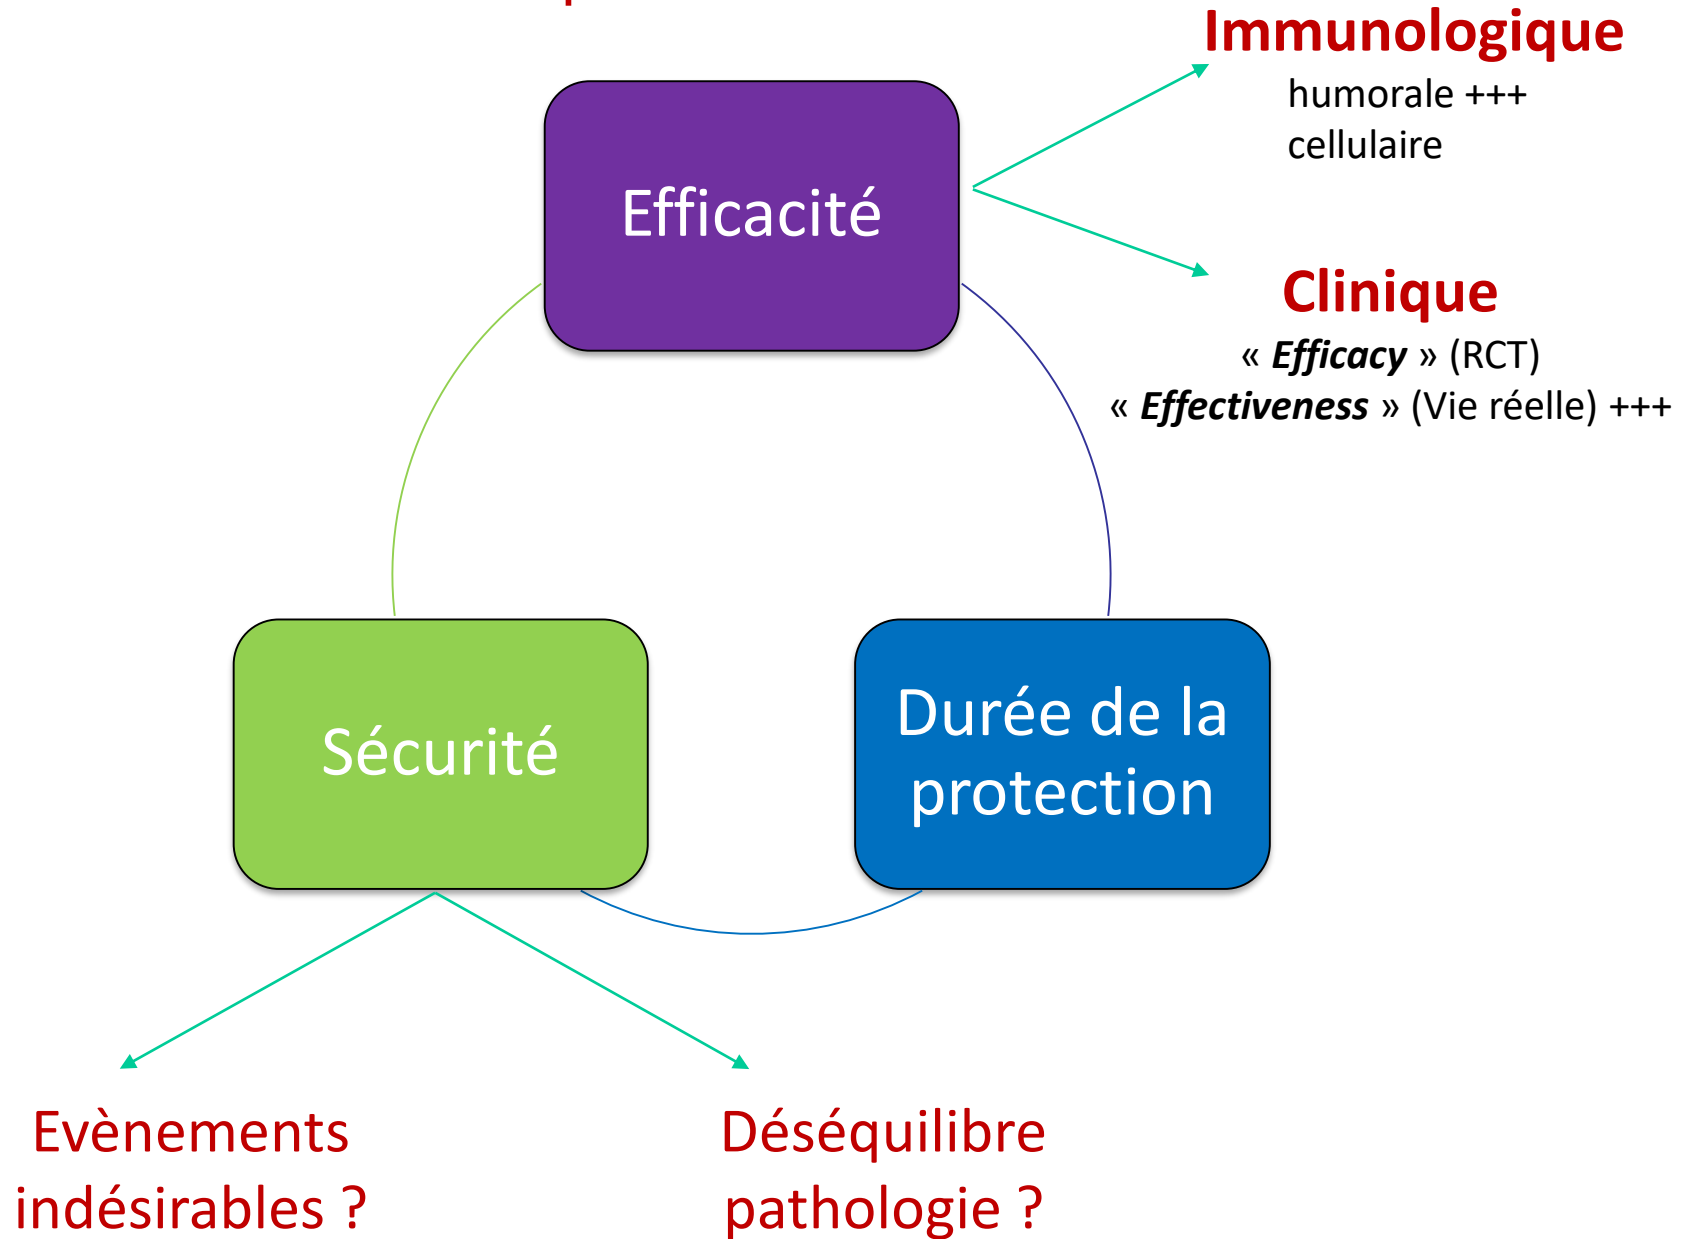 Immunologique
humorale +++
cellulaire
Efficacité
Clinique
« Efficacy » (RCT)
« Effectiveness » (Vie réelle) +++
Sécurité
Durée de la
protection
Evènements
indésirables ?
Déséquilibre
pathologie ?